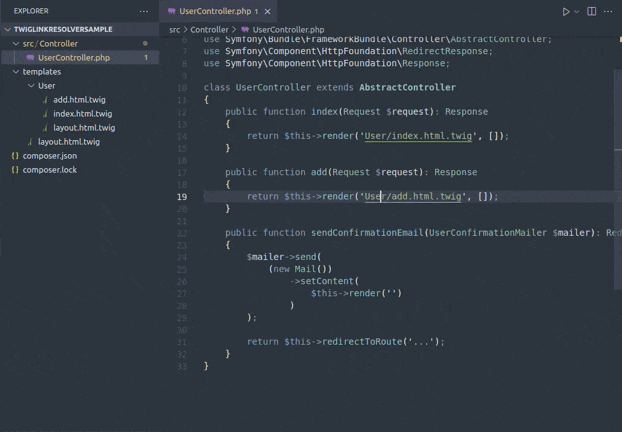 EXPLORER
TWIGLINKRESOLVERSAMPLE
src / Controller
UserController.php 1
templates
User
add.html.twig
index.html.twig
layout.html.twig
layout.html.twig
composer.json
composer.lock
UserController.php 1
src > Controller > UserController.php
6 use Symfony\Bundle\FrameworkBundle\Controller\AbstractController;
7 use Symfony\Component\HttpFoundation\RedirectResponse;
8 use Symfony\Component\HttpFoundation\Response;
9
10 class UserController extends AbstractController
11 {
12 public function index(Request $request): Response
13 {
14 return $this->render('User/index.html.twig', []);
15 }
16
17 public function add(Request $request): Response
18 {
19 return $this->render('User/add.html.twig', []);
20 }
21
22 public function sendConfirmationEmail(UserConfirmationMailer $mailer): Red
23 {
24 $mailer->send(
25 (new Mail())
26 ->setContent(
27 $this->render('')
28 )
29 );
30
31 return $this->redirectToRoute('...');
32 }
33 }